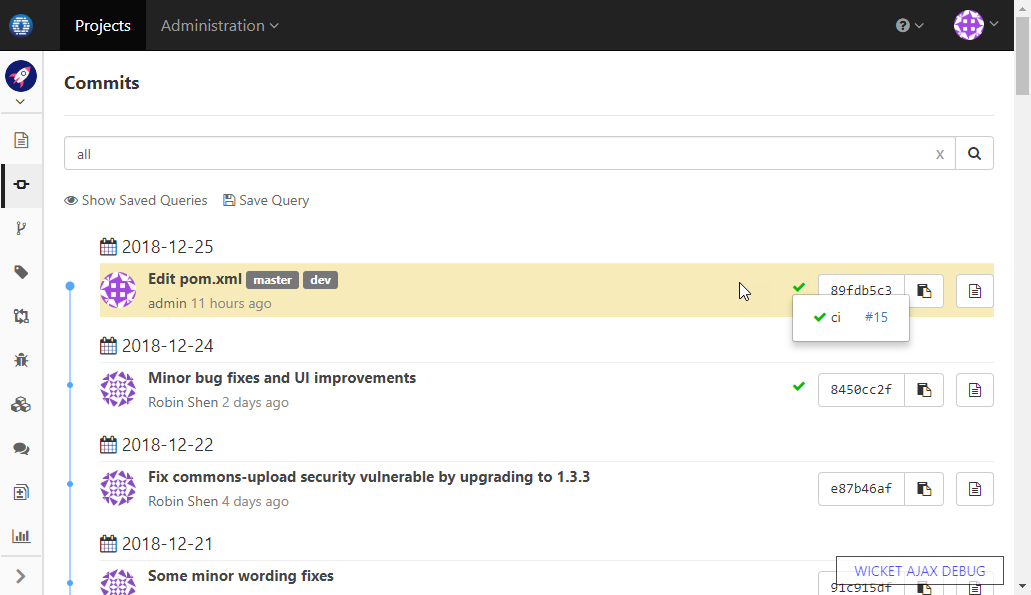 Projects Administration
Commits
all x
Show Saved Queries Save Query
2018-12-25
Edit pom.xml master dev
89fdb5c3
admin 11 hours ago
ci #15
2018-12-24
Minor bug fixes and UI improvements
8450cc2f
Robin Shen 2 days ago
2018-12-22
Fix commons-upload security vulnerable by upgrading to 1.3.3
e87b46af
Robin Shen 4 days ago
2018-12-21
WICKET AJAX DEBUG
Some minor wording fixes
91c915df